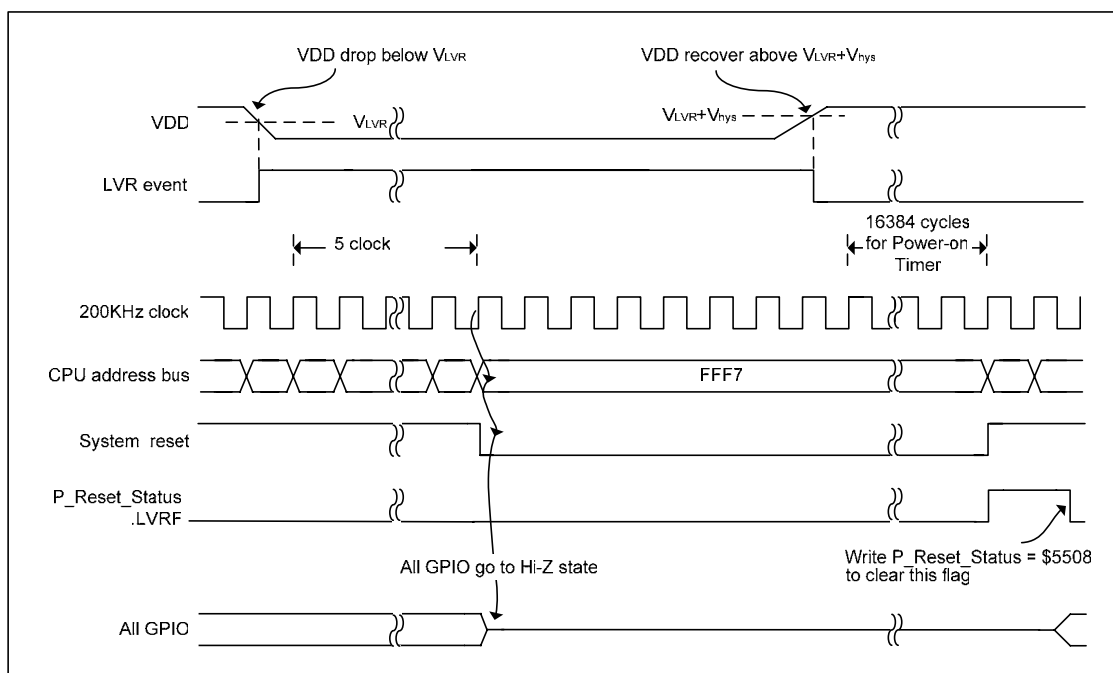 VDD drop below VLVR
VDD recover above VLVR+Vhys
VDD
VLVR
VLVR+Vhys
LVR event
5 clock
16384 cycles
for Power-on
Timer
200KHz clock
CPU address bus
FFF7
System reset
P_Reset_Status
.LVRF
All GPIO go to Hi-Z state
Write P_Reset_Status = $5508
to clear this flag
All GPIO